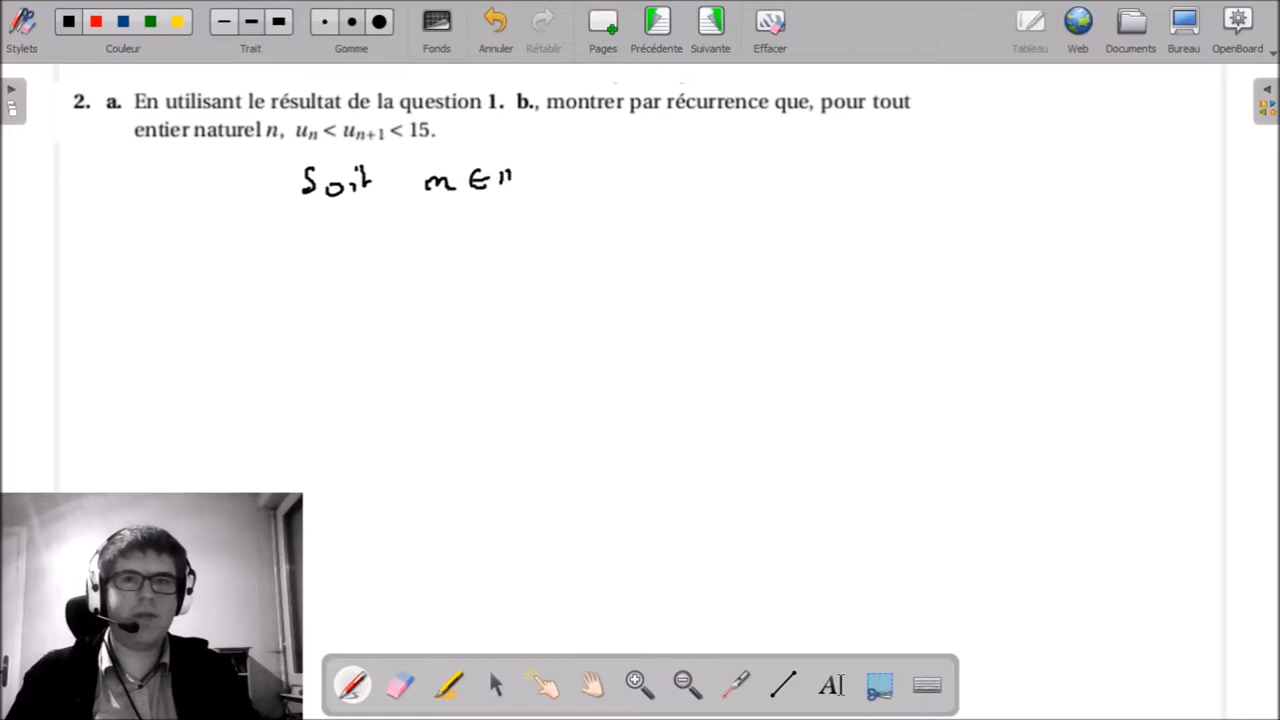 Stylets Couleur Trait Gomme Fonds Annuler Rétablir Pages Précédente Suivante Effacer Tableau Web Documents Bureau OpenBoard
2. a. En utilisant le résultat de la question 1. b., montrer par récurrence que, pour tout
entier naturel n, uₙ < uₙ₊₁ < 15.
Soit n ∈
AI